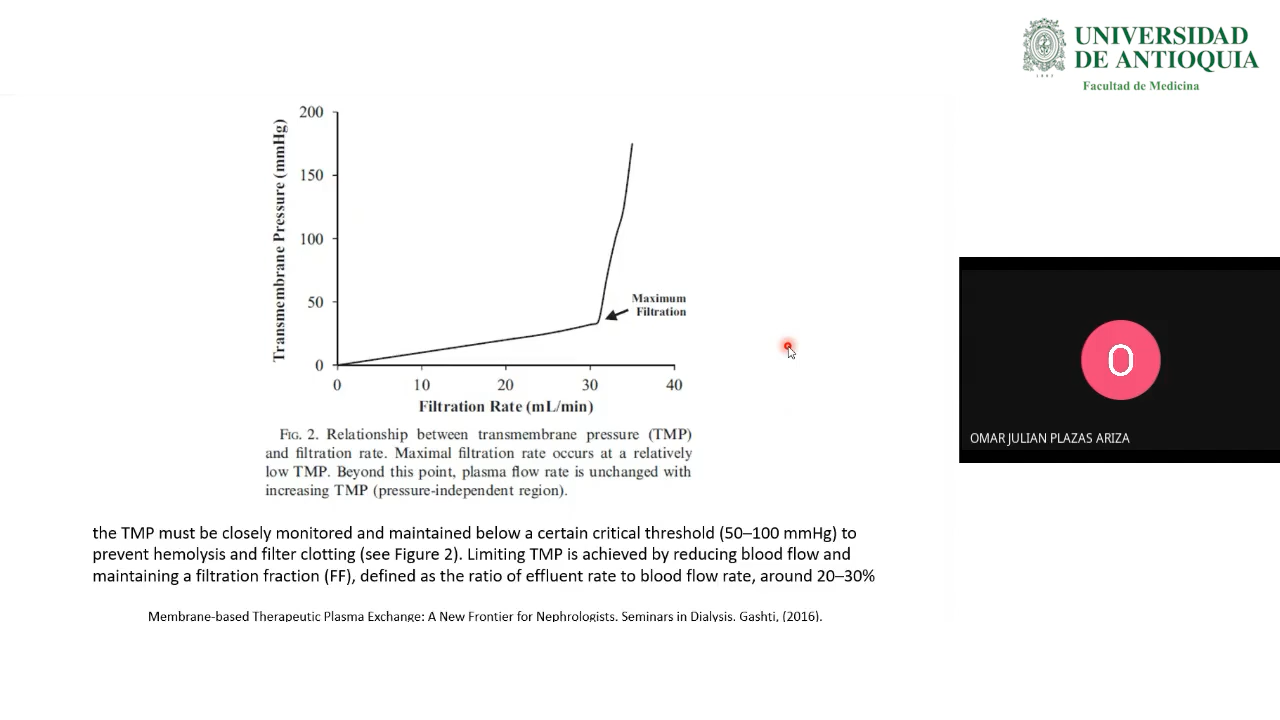 UNIVERSIDAD
DE ANTIOQUIA
1803
Facultad de Medicina
200
150
100
50
0
Transmembrane Pressure (mmHg)
Maximum
Filtration
0 10 20 30 40
Filtration Rate (mL/min)
FIG. 2. Relationship between transmembrane pressure (TMP)
and filtration rate. Maximal filtration rate occurs at a relatively
low TMP. Beyond this point, plasma flow rate is unchanged with
increasing TMP (pressure-independent region).
the TMP must be closely monitored and maintained below a certain critical threshold (50–100 mmHg) to
prevent hemolysis and filter clotting (see Figure 2). Limiting TMP is achieved by reducing blood flow and
maintaining a filtration fraction (FF), defined as the ratio of effluent rate to blood flow rate, around 20–30%
Membrane-based Therapeutic Plasma Exchange: A New Frontier for Nephrologists. Seminars in Dialysis. Gashti, (2016).
O
OMAR JULIAN PLAZAS ARIZA